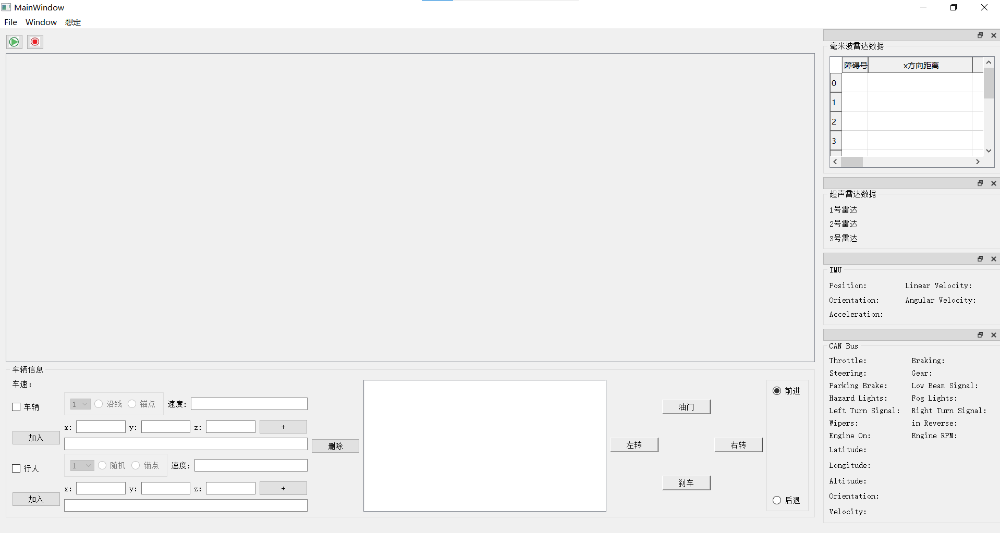 MainWindow
File Window 想定
毫米波雷达数据
障碍号 x方向距离
0
1
2
3
超声雷达数据
1号雷达
2号雷达
3号雷达
IMU
Position: Linear Velocity:
Orientation: Angular Velocity:
Acceleration:
CAN Bus
Throttle: Braking:
Steering: Gear:
Parking Brake: Low Beam Signal:
Hazard Lights: Fog Lights:
Left Turn Signal: Right Turn Signal:
Wipers: in Reverse:
Engine On: Engine RPM:
Latitude:
Longitude:
Altitude:
Orientation:
Velocity:
车辆信息
车速:
车辆 1 沿线 锚点 速度:
x: y: z: +
加入
行人 1 随机 锚点 速度:
x: y: z: +
加入
删除
油门
左转 右转
刹车
前进
后退